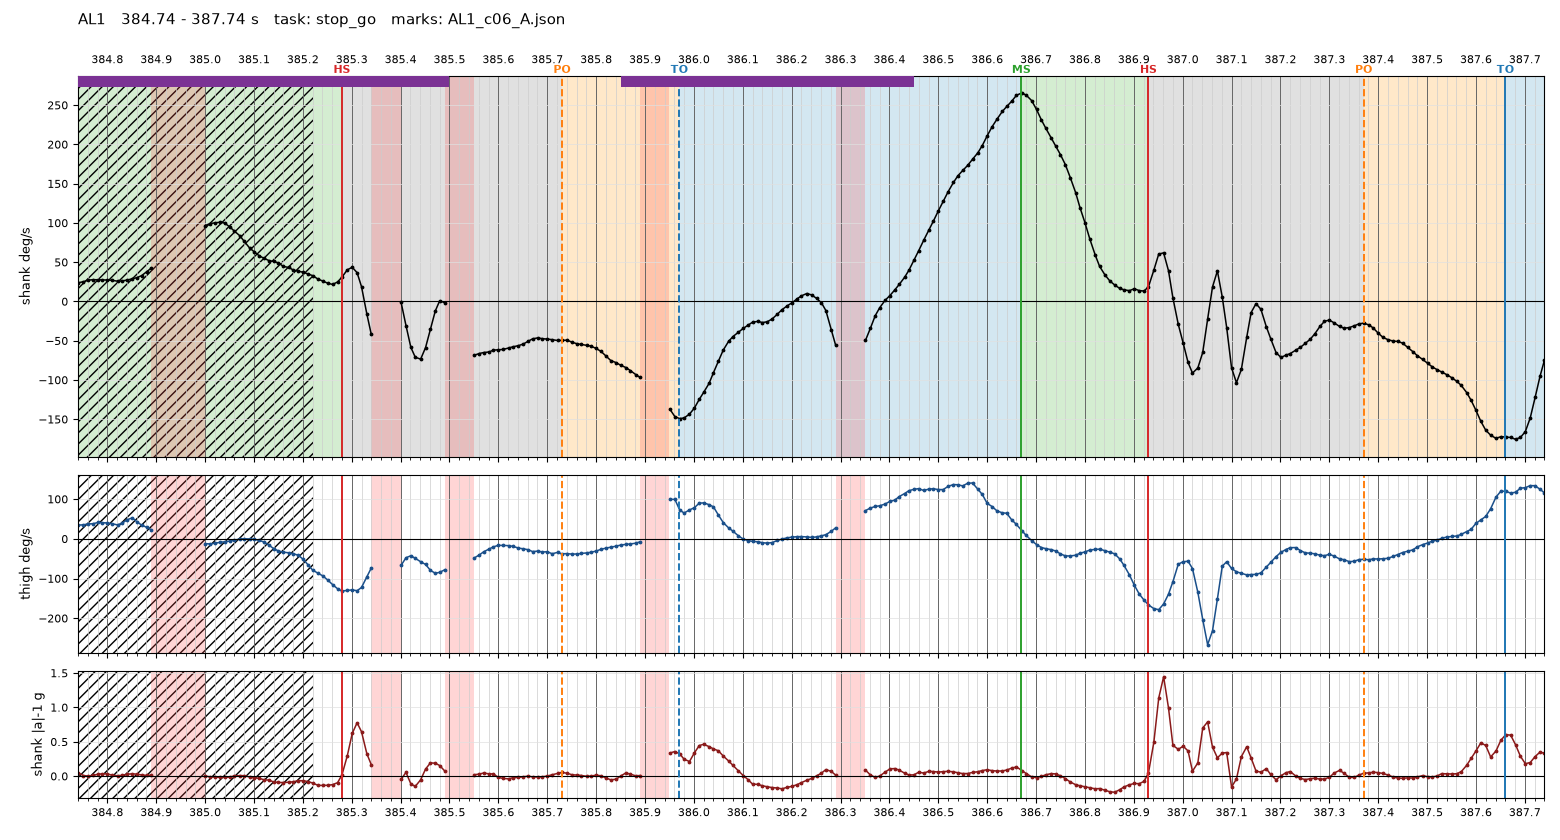 AL1   384.74 - 387.74 s   task: stop_go   marks: AL1_c06_A.json
384.8 384.9 385.0 385.1 385.2 385.3 385.4 385.5 385.6 385.7 385.8 385.9 386.0 386.1 386.2 386.3 386.4 386.5 386.6 386.7 386.8 386.9 387.0 387.1 387.2 387.3 387.4 387.5 387.6 387.7
HS PO TO MS HS PO TO
shank deg/s
250
200
150
100
50
0
−50
−100
−150
thigh deg/s
100
0
−100
−200
shank |a|-1 g
1.5
1.0
0.5
0.0
384.8 384.9 385.0 385.1 385.2 385.3 385.4 385.5 385.6 385.7 385.8 385.9 386.0 386.1 386.2 386.3 386.4 386.5 386.6 386.7 386.8 386.9 387.0 387.1 387.2 387.3 387.4 387.5 387.6 387.7